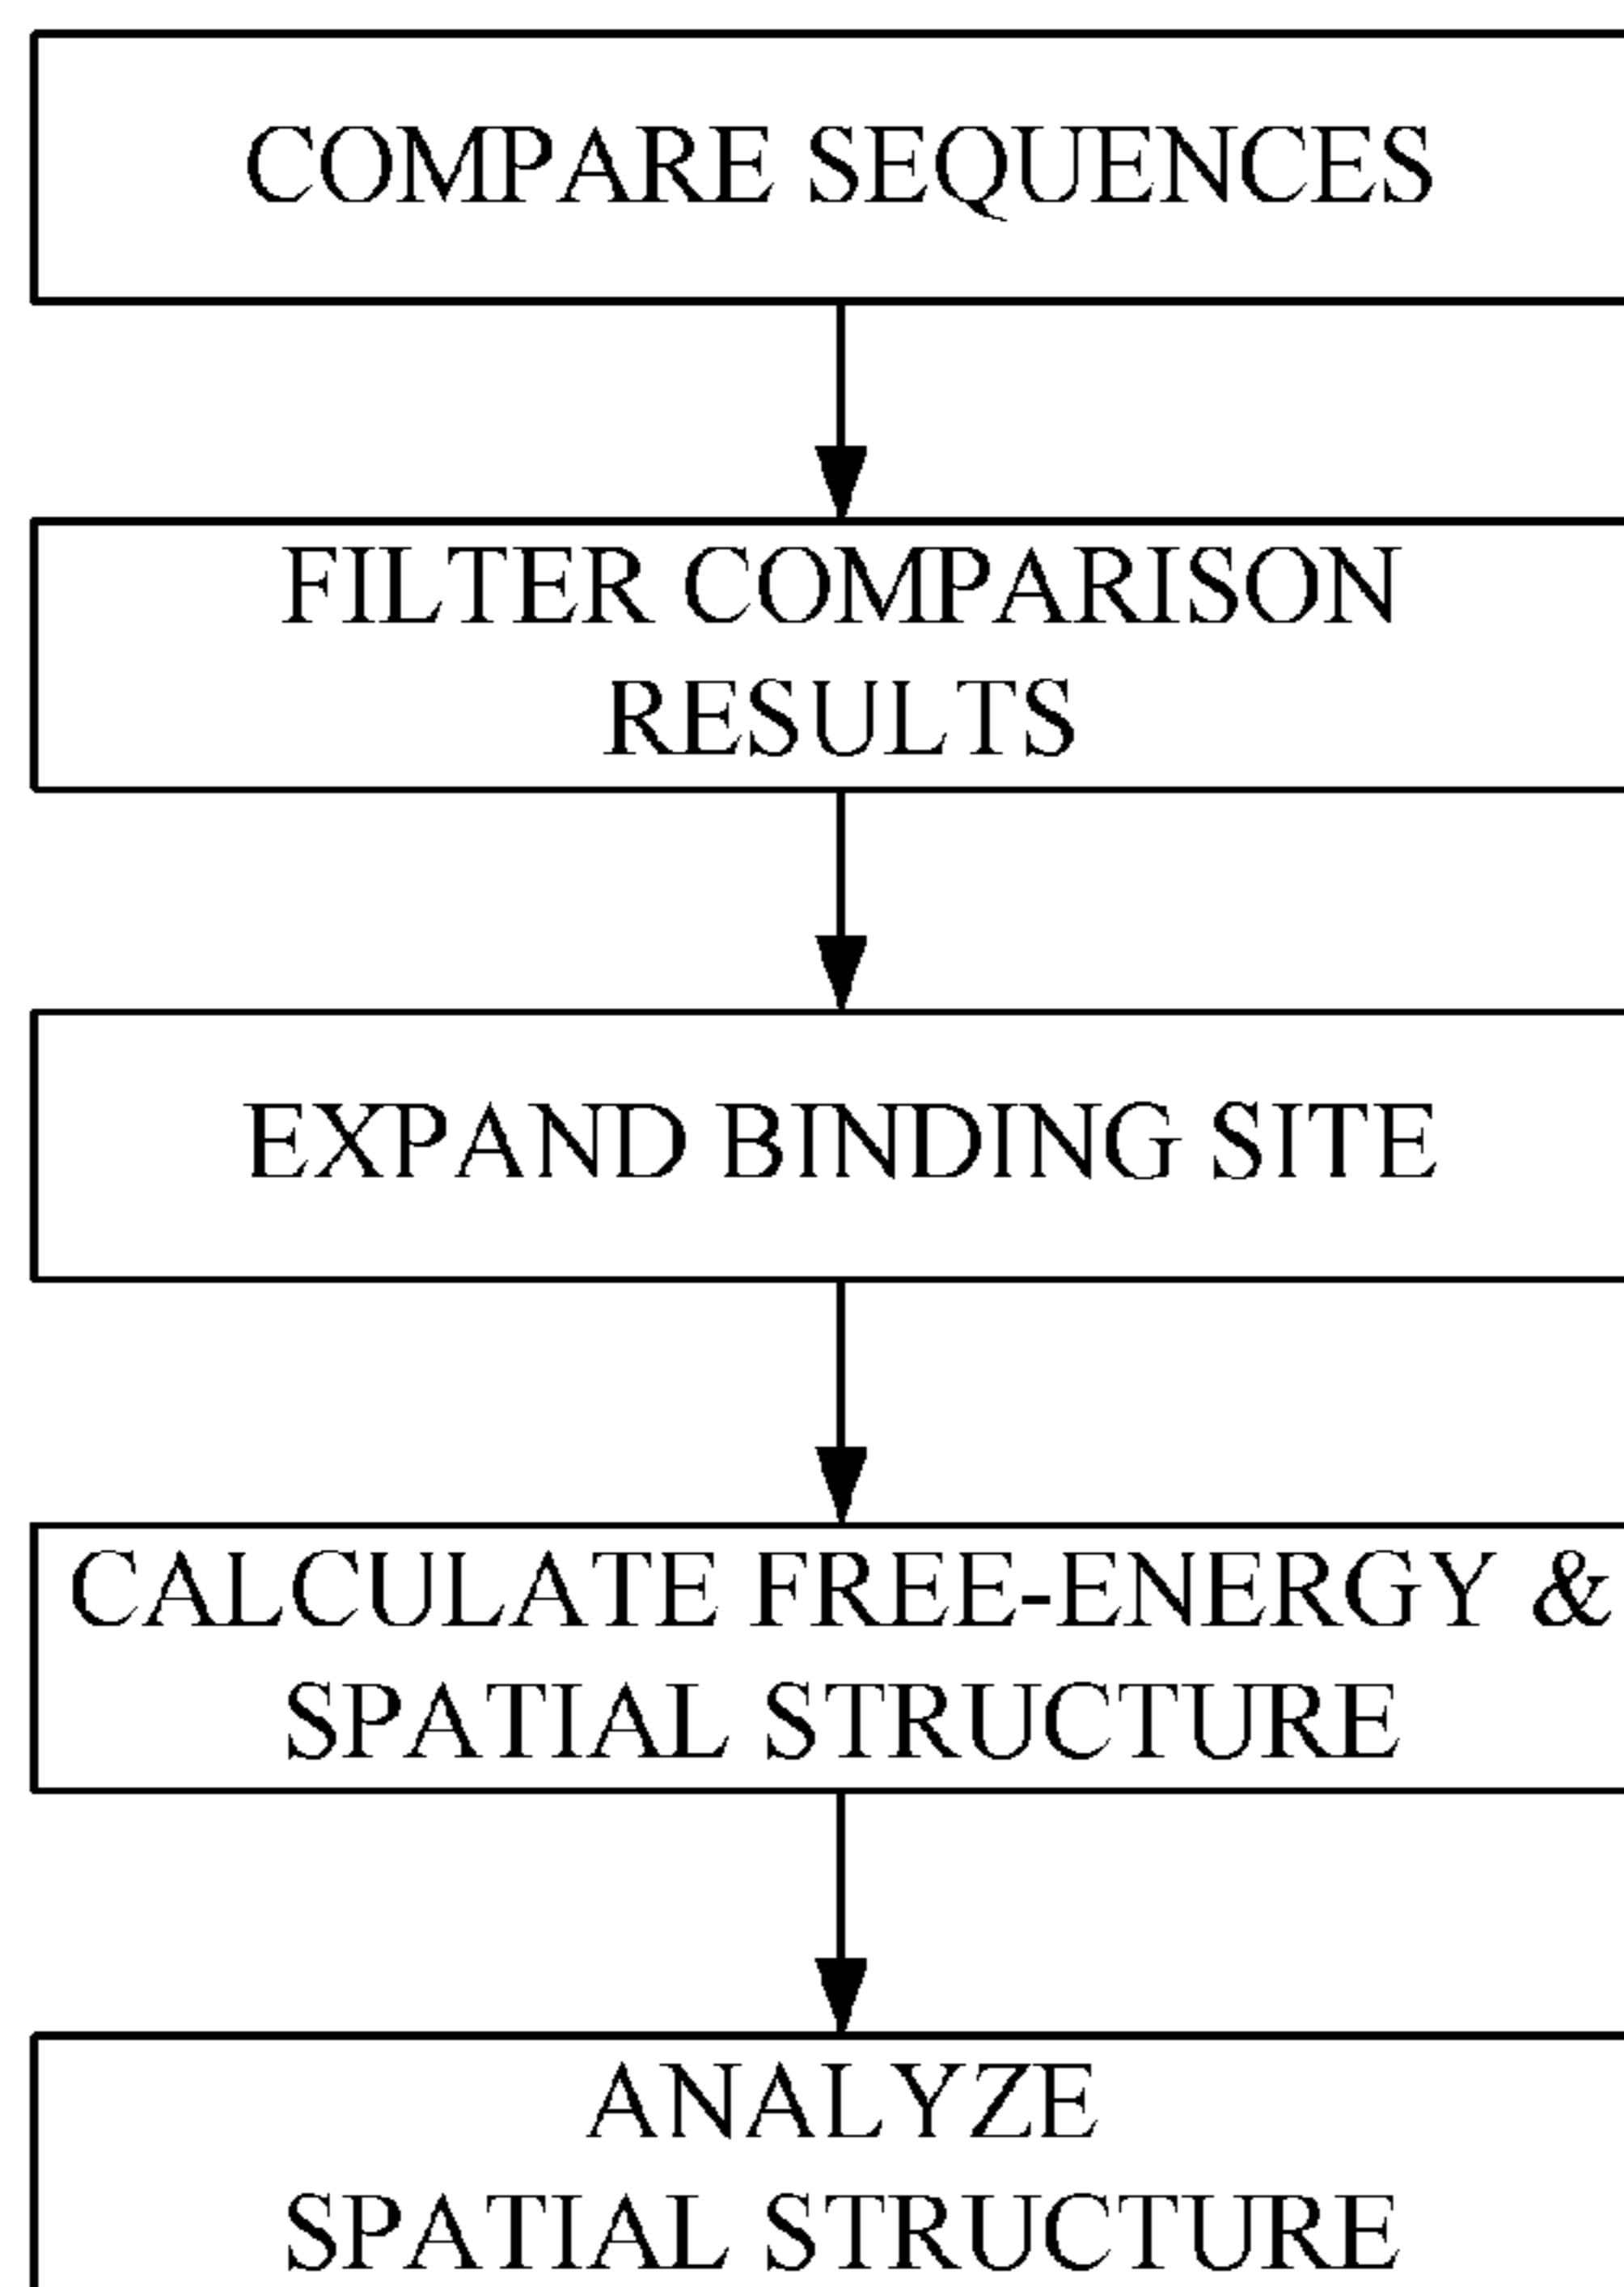 COMPARE SEQUENCES
FILTER COMPARISON
RESULTS
EXPAND BINDING SITE
CALCULATE FREE-ENERGY &
SPATIAL STRUCTURE
ANALYZE
SPATIAL STRUCTURE